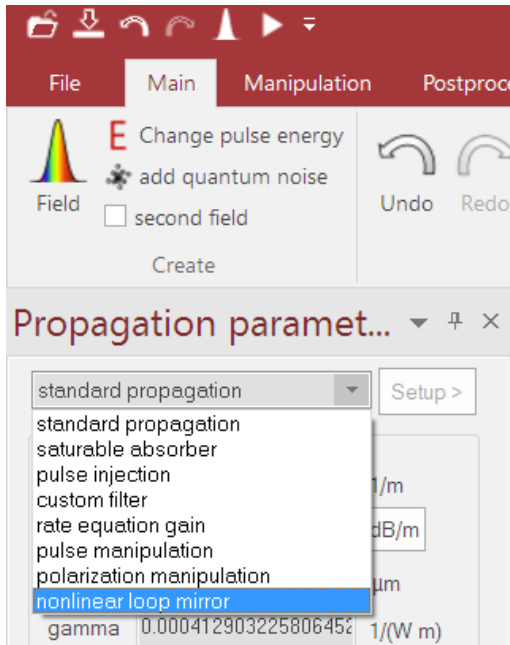 File Main Manipulation Postproce
E Change pulse energy
add quantum noise
Field second field Undo Redo
Create
Propagation paramet...
standard propagation Setup >
standard propagation
saturable absorber
pulse injection
1/m
custom filter
rate equation gain
dB/m
pulse manipulation
polarization manipulation
µm
nonlinear loop mirror
gamma 0.000412903225806452 1/(W m)